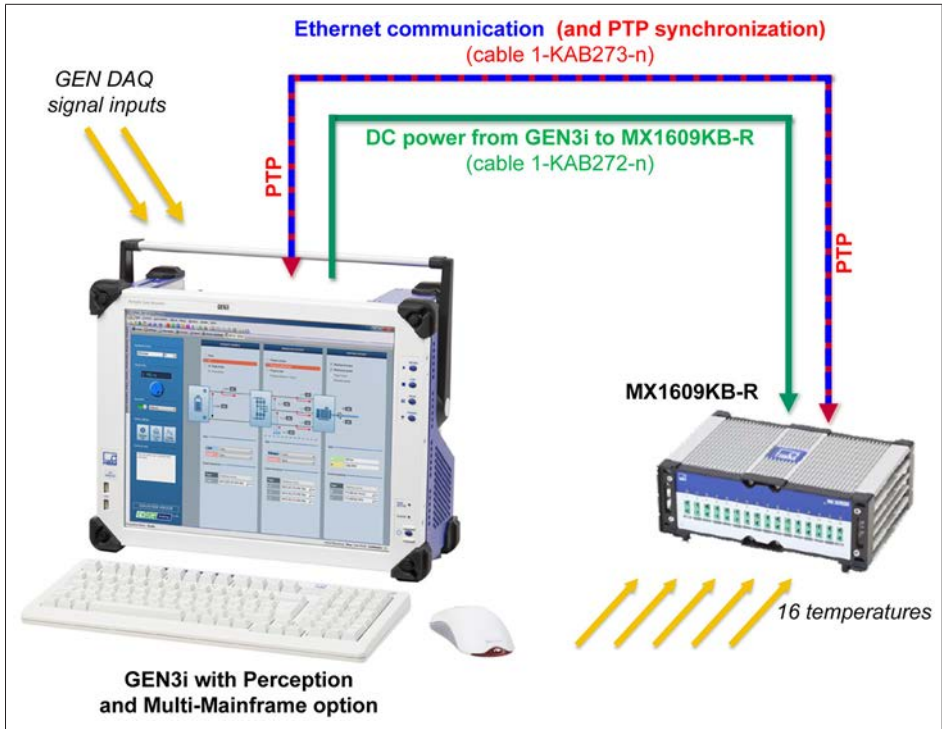 Ethernet communication (and PTP synchronization)
(cable 1-KAB273-n)
GEN DAQ
signal inputs
DC power from GEN3i to MX1609KB-R
(cable 1-KAB272-n)
PTP
PTP
MX1609KB-R
16 temperatures
GEN3i with Perception
and Multi-Mainframe option